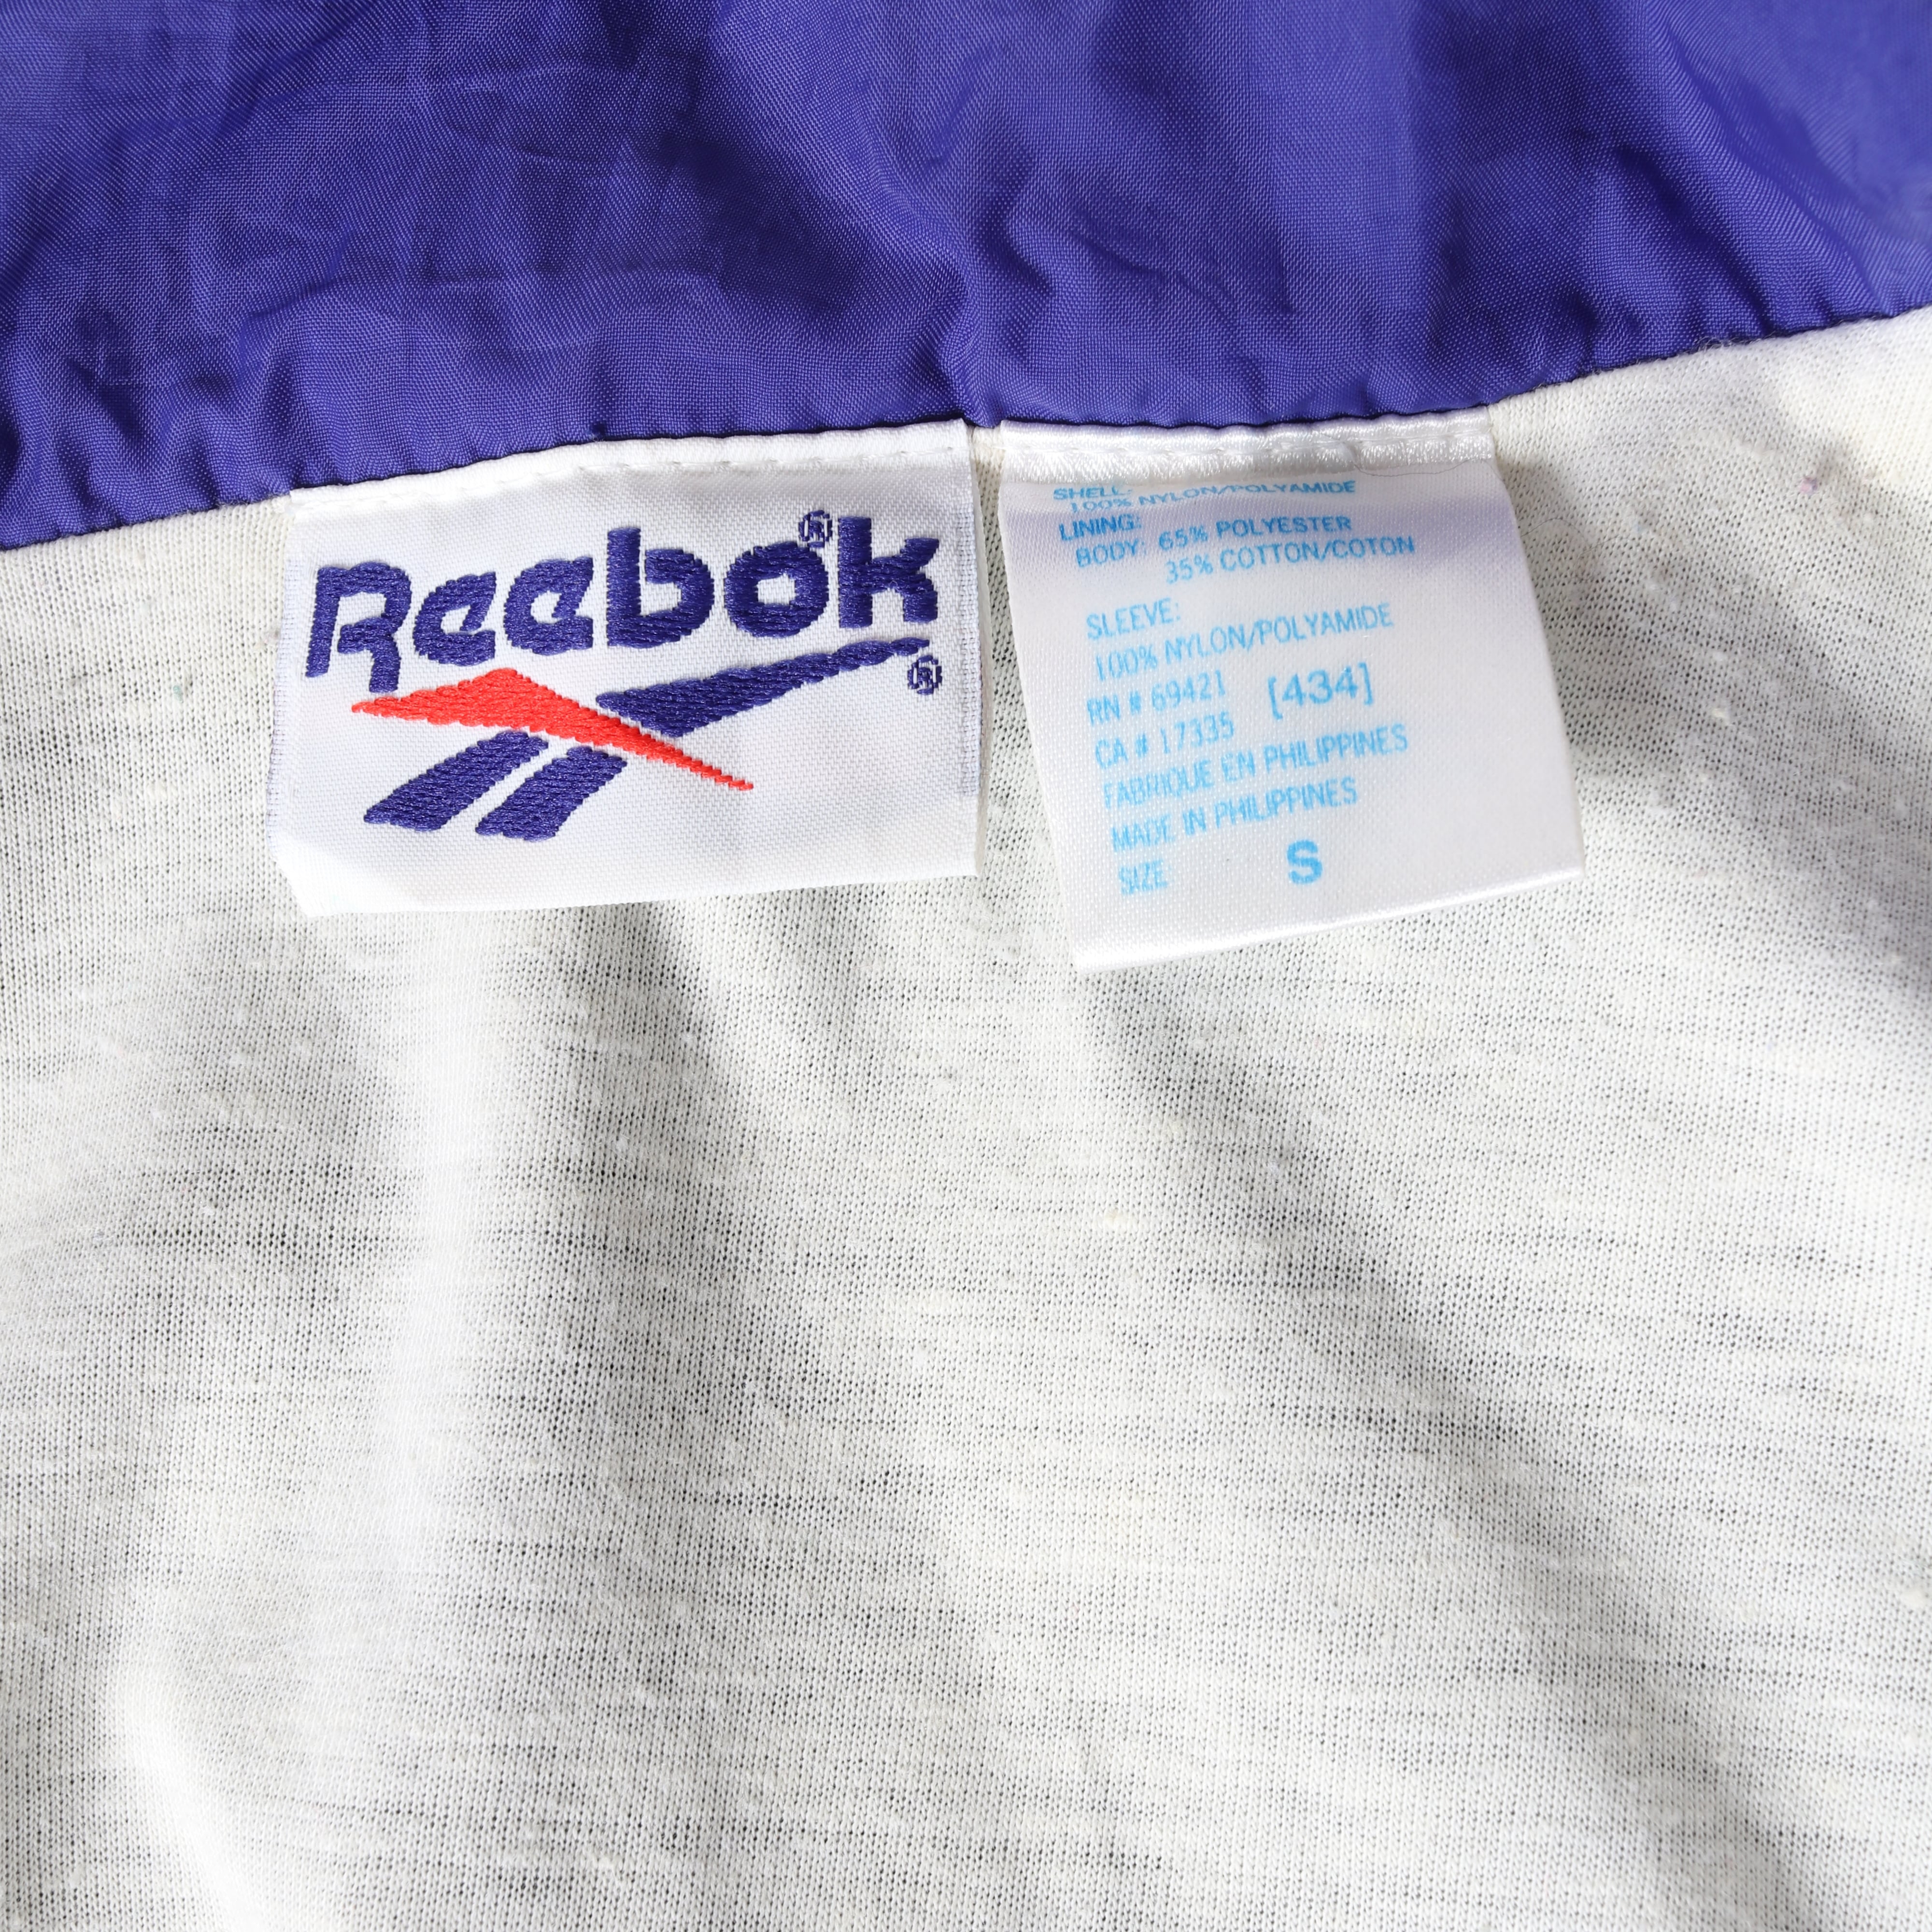 Reebok®
®
SHELL:
100% NYLON/POLYAMIDE
LINING:
BODY: 65% POLYESTER
35% COTTON/COTON
SLEEVE:
100% NYLON/POLYAMIDE
RN # 69421 [434]
CA # 17335
FABRIQUE EN PHILIPPINES
MADE IN PHILIPPINES
SIZE S